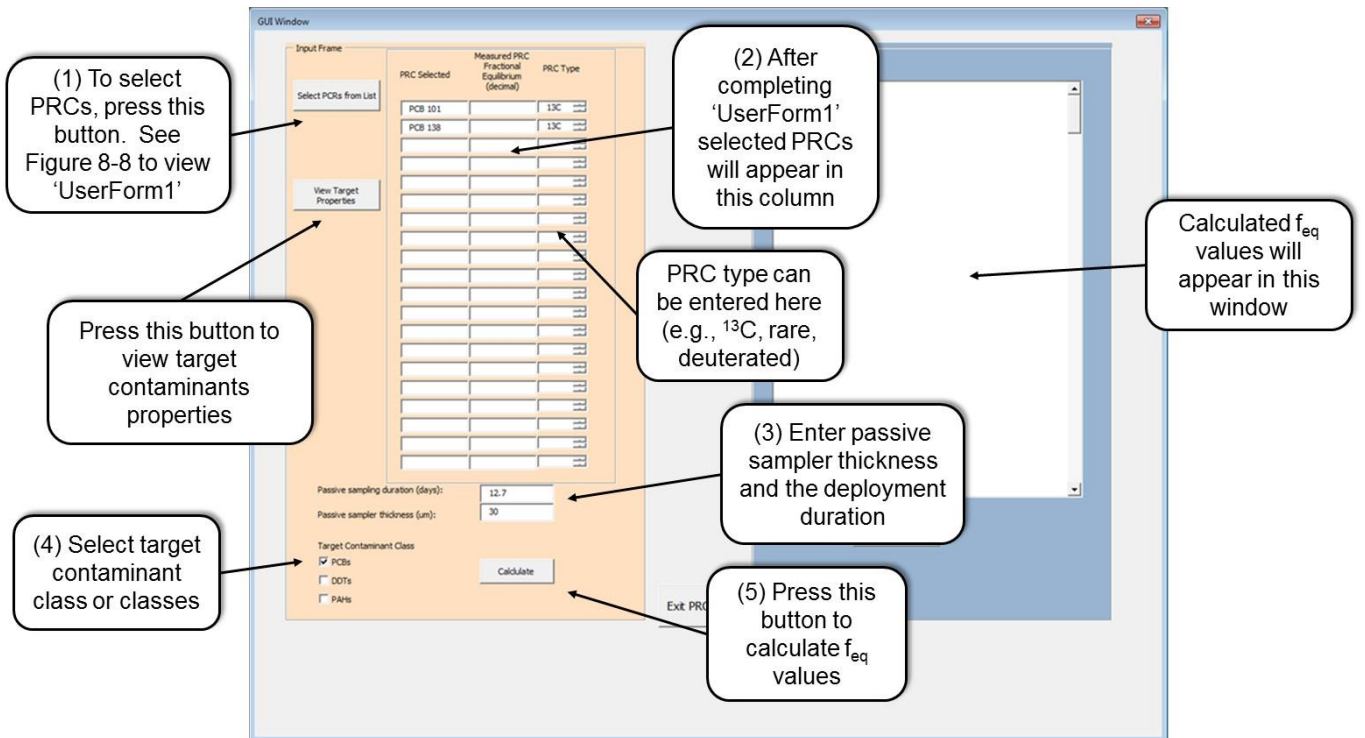 GUI Window
Input Frame
PRC Selected
Measured PRC
Fractional
Equilibrium
(decimal)
PRC Type
Select PCRs from List
PCB 101
13C
PCB 138
13C
View Target
Properties
Passive sampling duration (days):
12.7
Passive sampler thickness (um):
30
Target Contaminant Class
PCBs
DDTs
PAHs
Calculate
Exit PRC
(1) To select
PRCs, press this
button. See
Figure 8-8 to view
‘UserForm1’
(2) After
completing
‘UserForm1’
selected PRCs
will appear in
this column
Press this button to
view target
contaminants
properties
PRC type can
be entered here
(e.g., ¹³C, rare,
deuterated)
Calculated feq
values will
appear in this
window
(3) Enter passive
sampler thickness
and the deployment
duration
(4) Select target
contaminant
class or classes
(5) Press this
button to
calculate feq
values